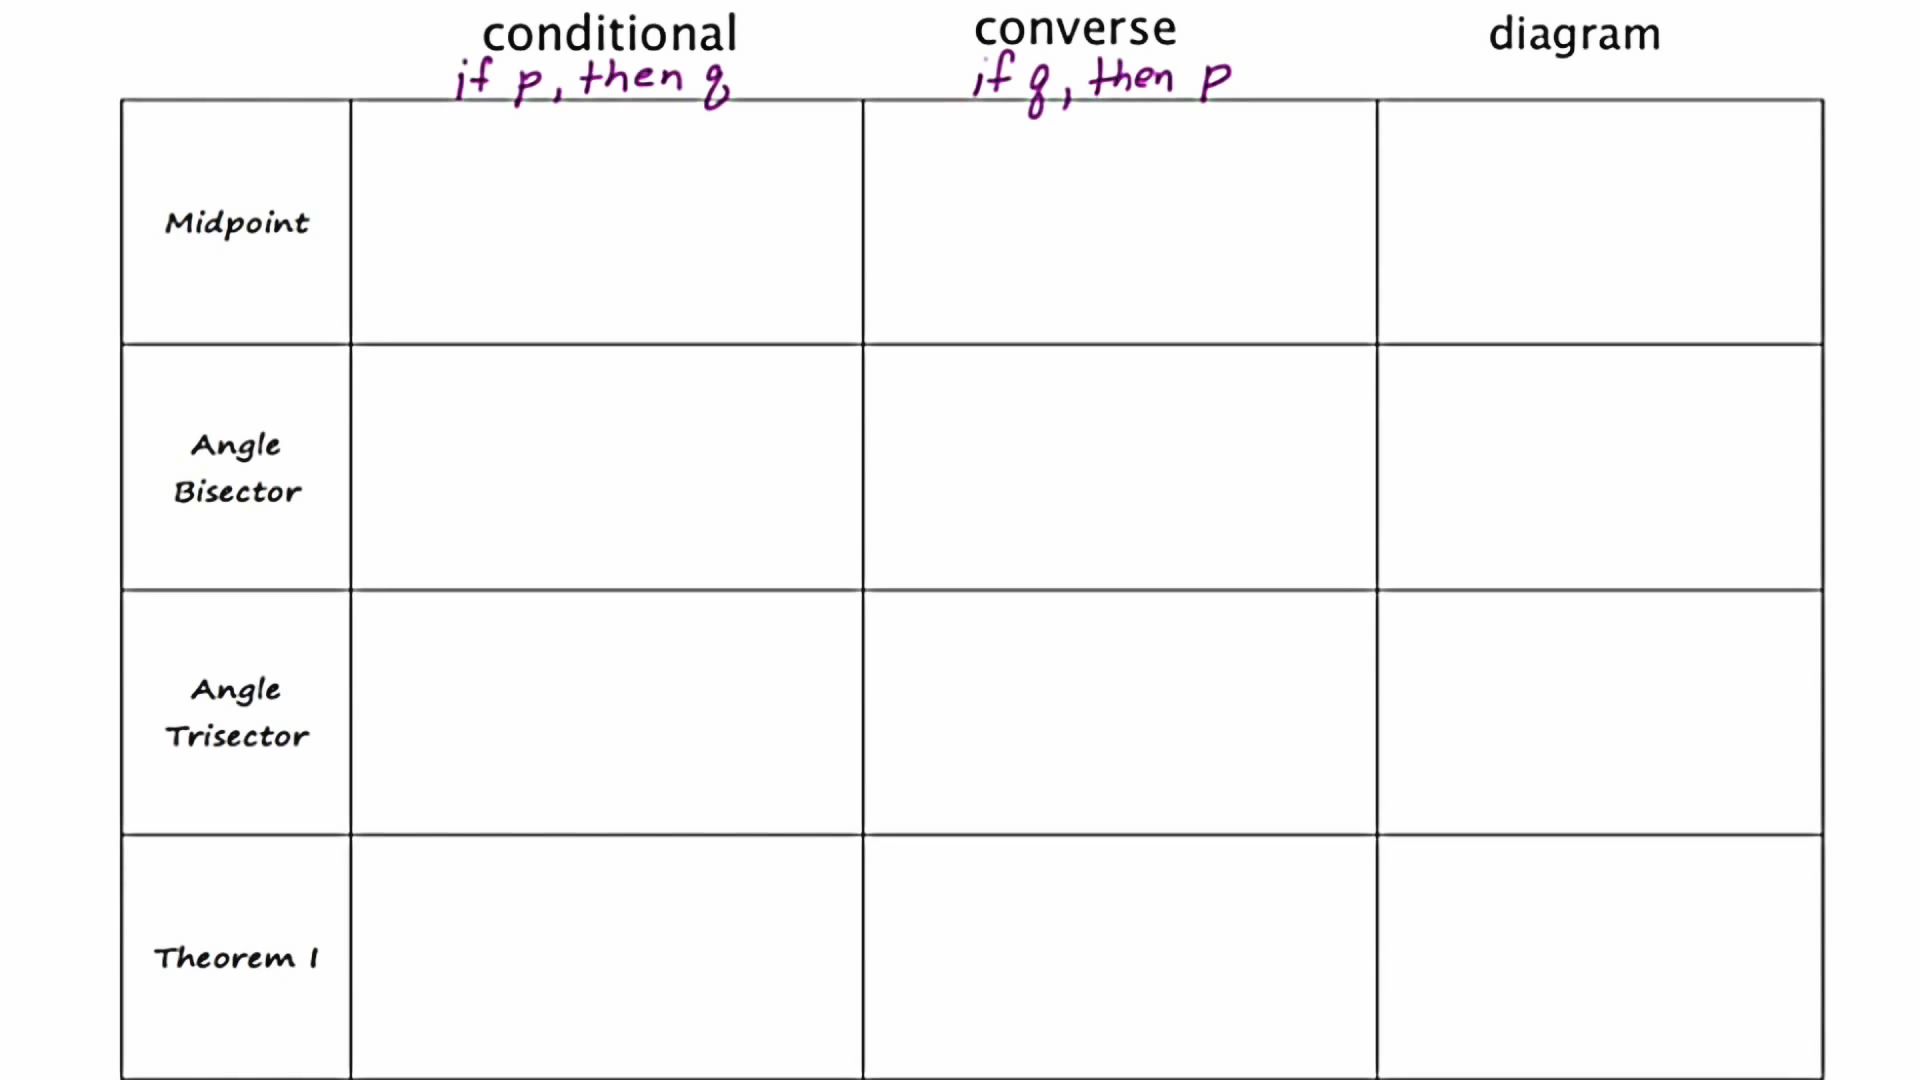 conditional converse diagram
if p, then q if q, then p
Midpoint
Angle
Bisector
Angle
Trisector
Theorem 1